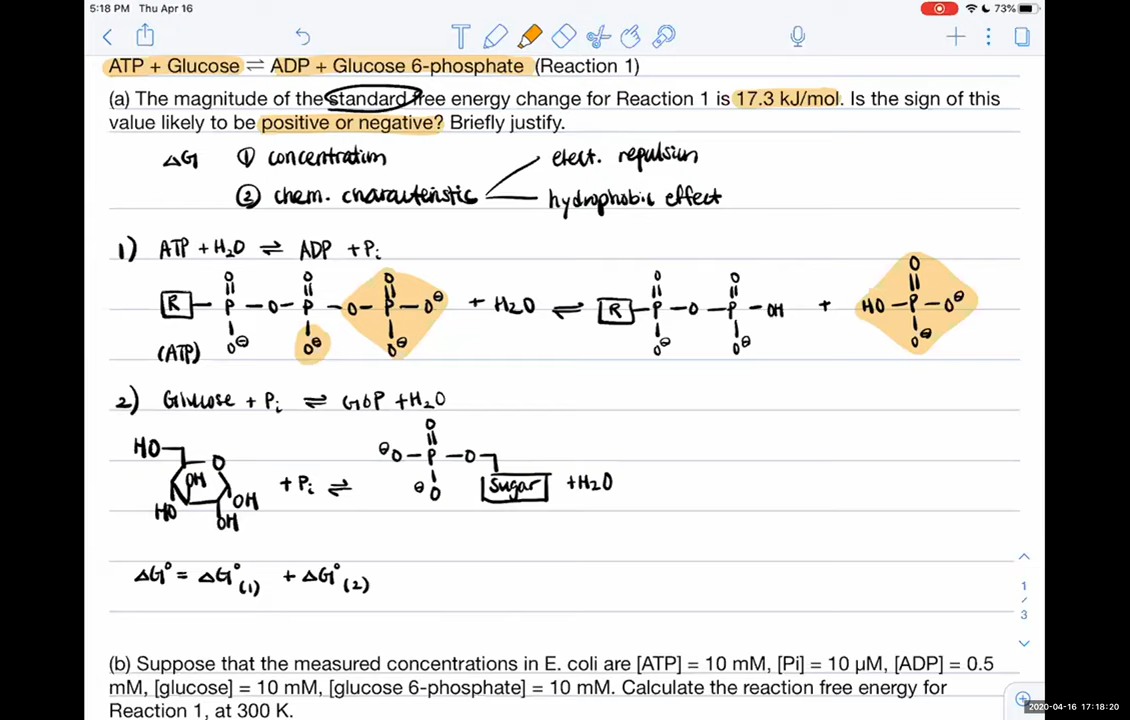 5:18 PM Thu Apr 16 73%
ATP + Glucose ⇌ ADP + Glucose 6-phosphate (Reaction 1)
(a) The magnitude of the standard free energy change for Reaction 1 is 17.3 kJ/mol. Is the sign of this
value likely to be positive or negative? Briefly justify.
ΔG ① concentration elect. repulsion
② chem. characteristic hydrophobic effect
1) ATP + H2O ⇌ ADP + Pi
O O O O O O
|| || || || || ||
R – P – O – P – O – P – O⊖ + H2O ⇌ R – P – O – P – OH + HO – P – O⊖
(ATP) O⊖ O⊖ O⊖ O⊖ O⊖ O⊖
2) Glucose + Pi ⇌ G6P + H2O
O
||
HO O ⊖O – P – O
OH + Pi ⇌ ⊖O Sugar + H2O
HO OH OH
ΔG° = ΔG°(1) + ΔG°(2)
1
/
3
(b) Suppose that the measured concentrations in E. coli are [ATP] = 10 mM, [Pi] = 10 μM, [ADP] = 0.5
mM, [glucose] = 10 mM, [glucose 6-phosphate] = 10 mM. Calculate the reaction free energy for
Reaction 1, at 300 K.
2020-04-16 17:18:20